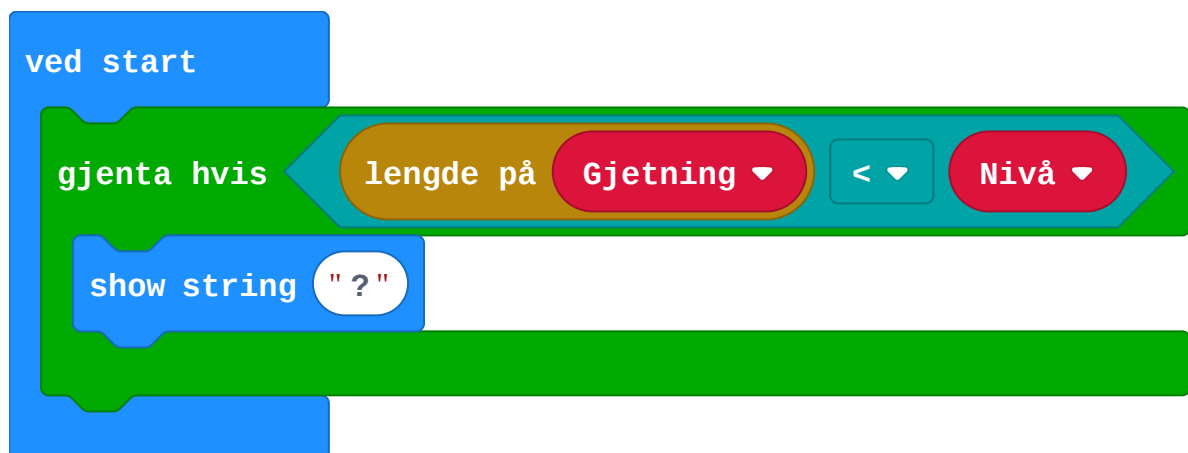 ved start
gjenta hvis lengde på Gjetning < Nivå
show string "?"